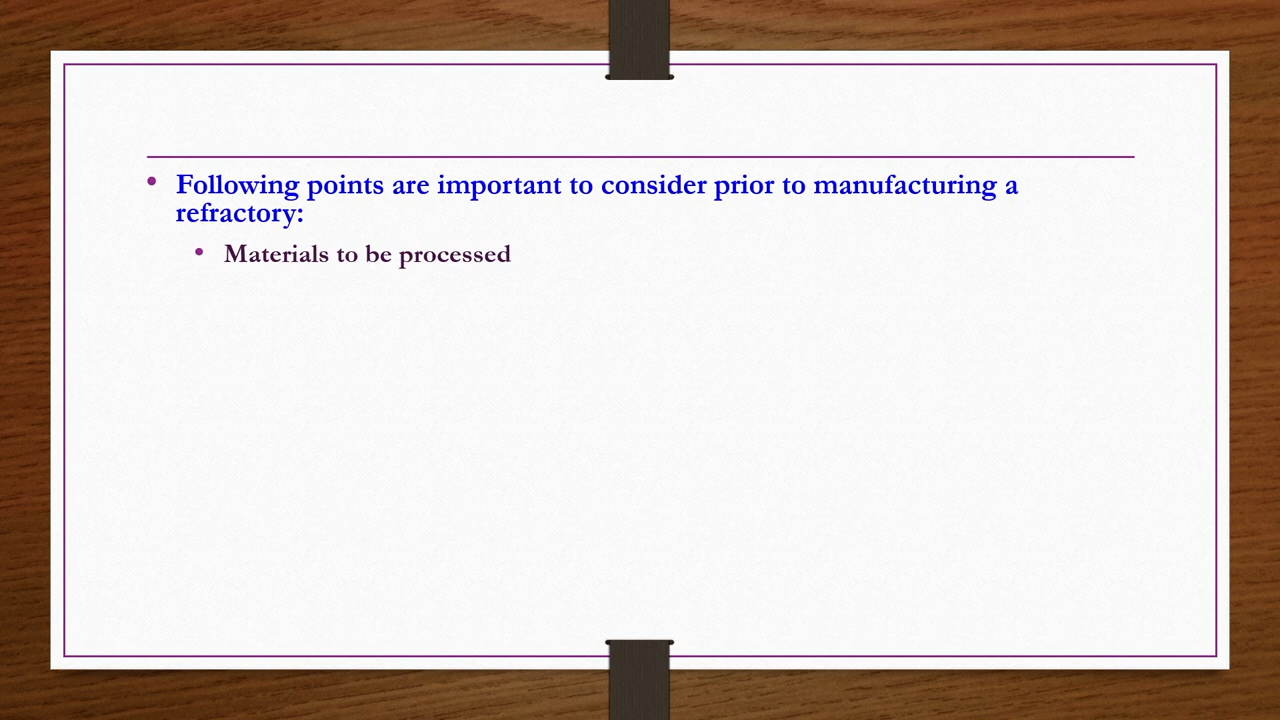 • Following points are important to consider prior to manufacturing a
refractory:
• Materials to be processed